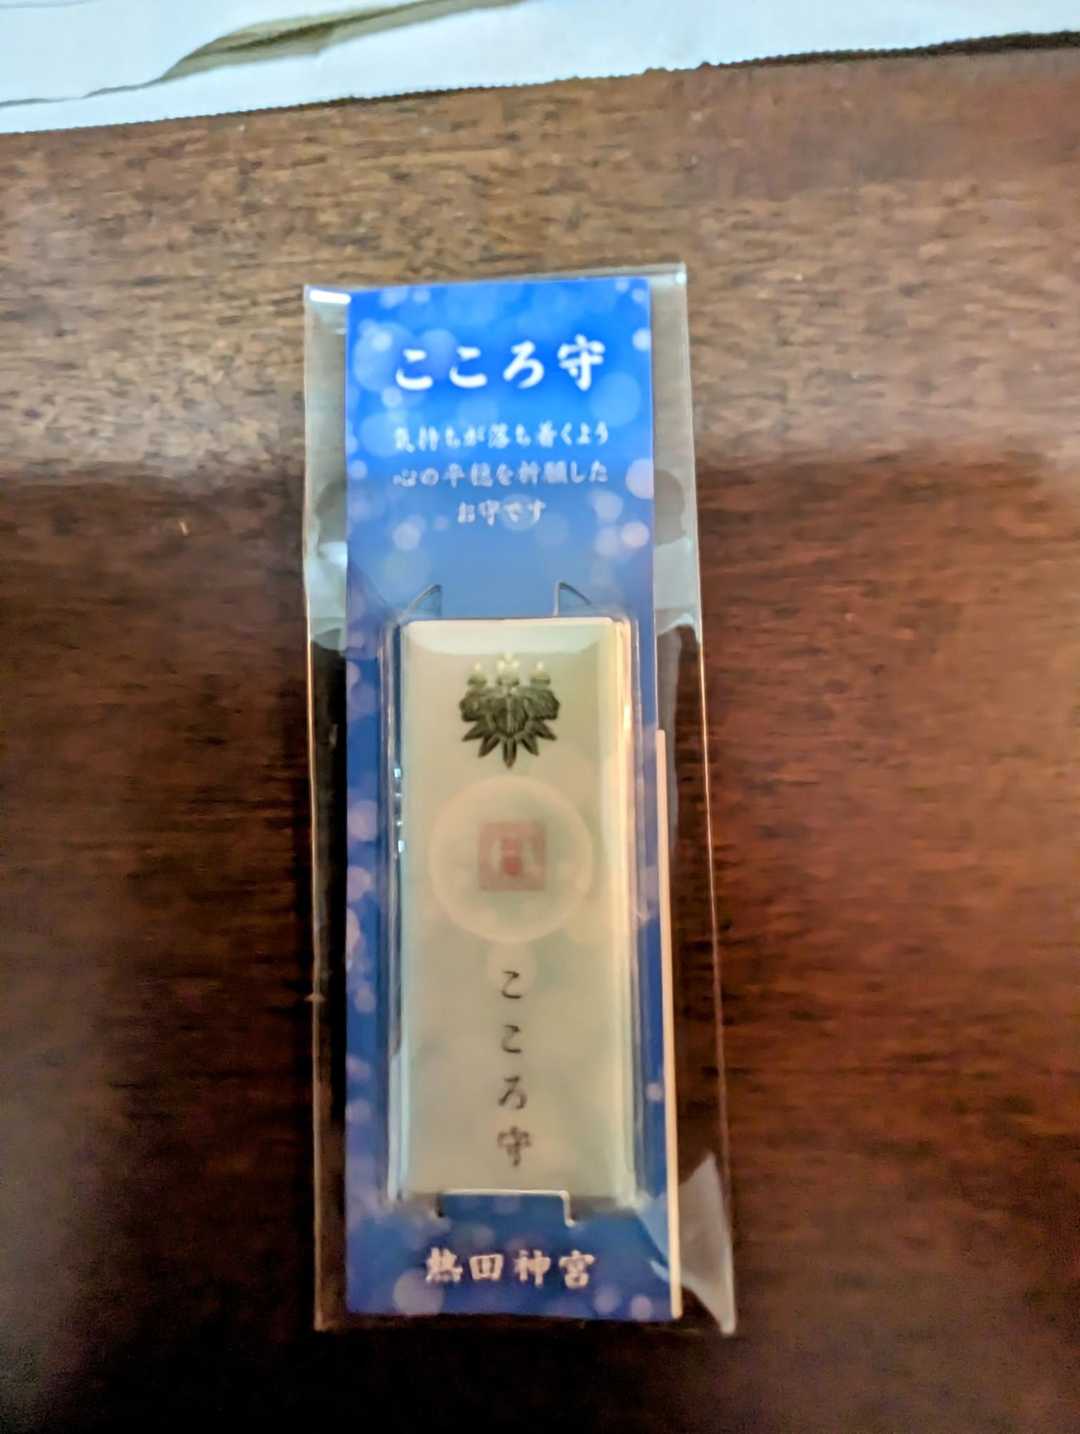 こころ守
気持ちが落ち着くよう
心の平穏を祈願した
お守です
こころ守
熱田神宮